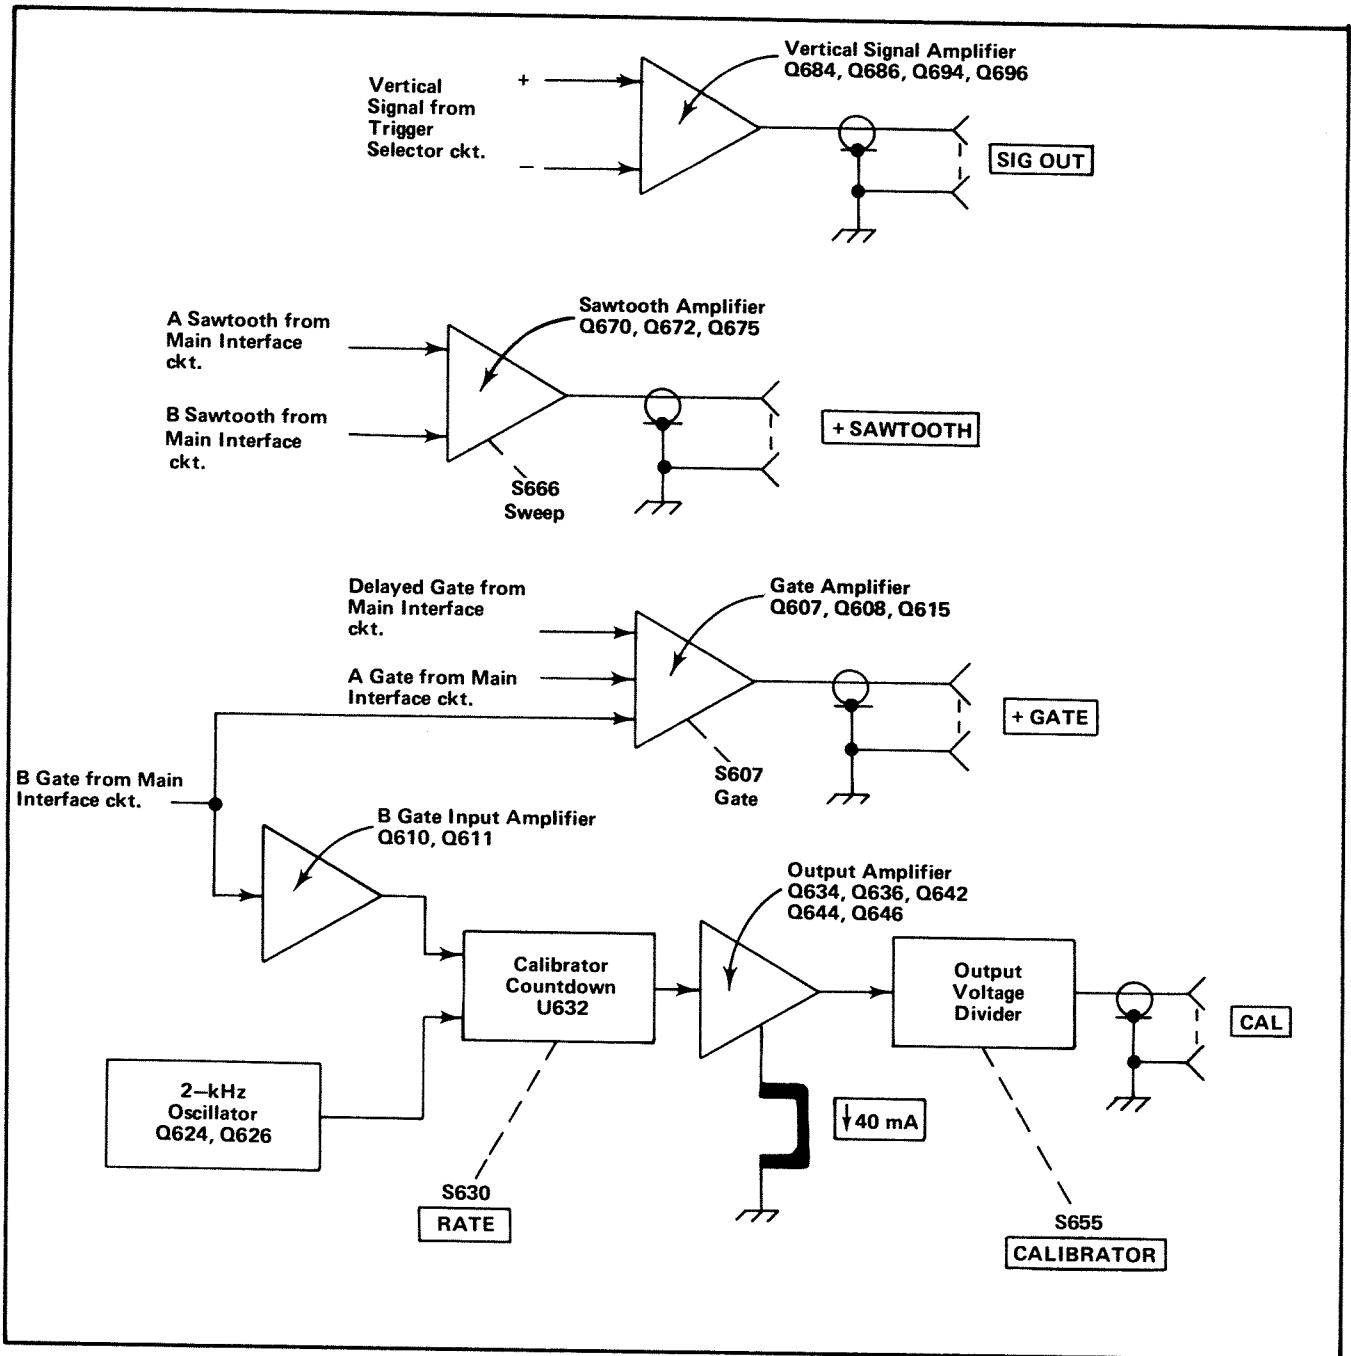 Vertical Signal Amplifier
Q684, Q686, Q694, Q696
Vertical
Signal from
Trigger
Selector ckt.
+
−
SIG OUT
Sawtooth Amplifier
Q670, Q672, Q675
A Sawtooth from
Main Interface
ckt.
B Sawtooth from
Main Interface
ckt.
+ SAWTOOTH
S666
Sweep
Delayed Gate from
Main Interface
ckt.
Gate Amplifier
Q607, Q608, Q615
A Gate from Main
Interface ckt.
+ GATE
S607
Gate
B Gate from Main
Interface ckt.
B Gate Input Amplifier
Q610, Q611
Output Amplifier
Q634, Q636, Q642
Q644, Q646
Calibrator
Countdown
U632
Output
Voltage
Divider
CAL
2–kHz
Oscillator
Q624, Q626
↓40 mA
S630
RATE
S655
CALIBRATOR